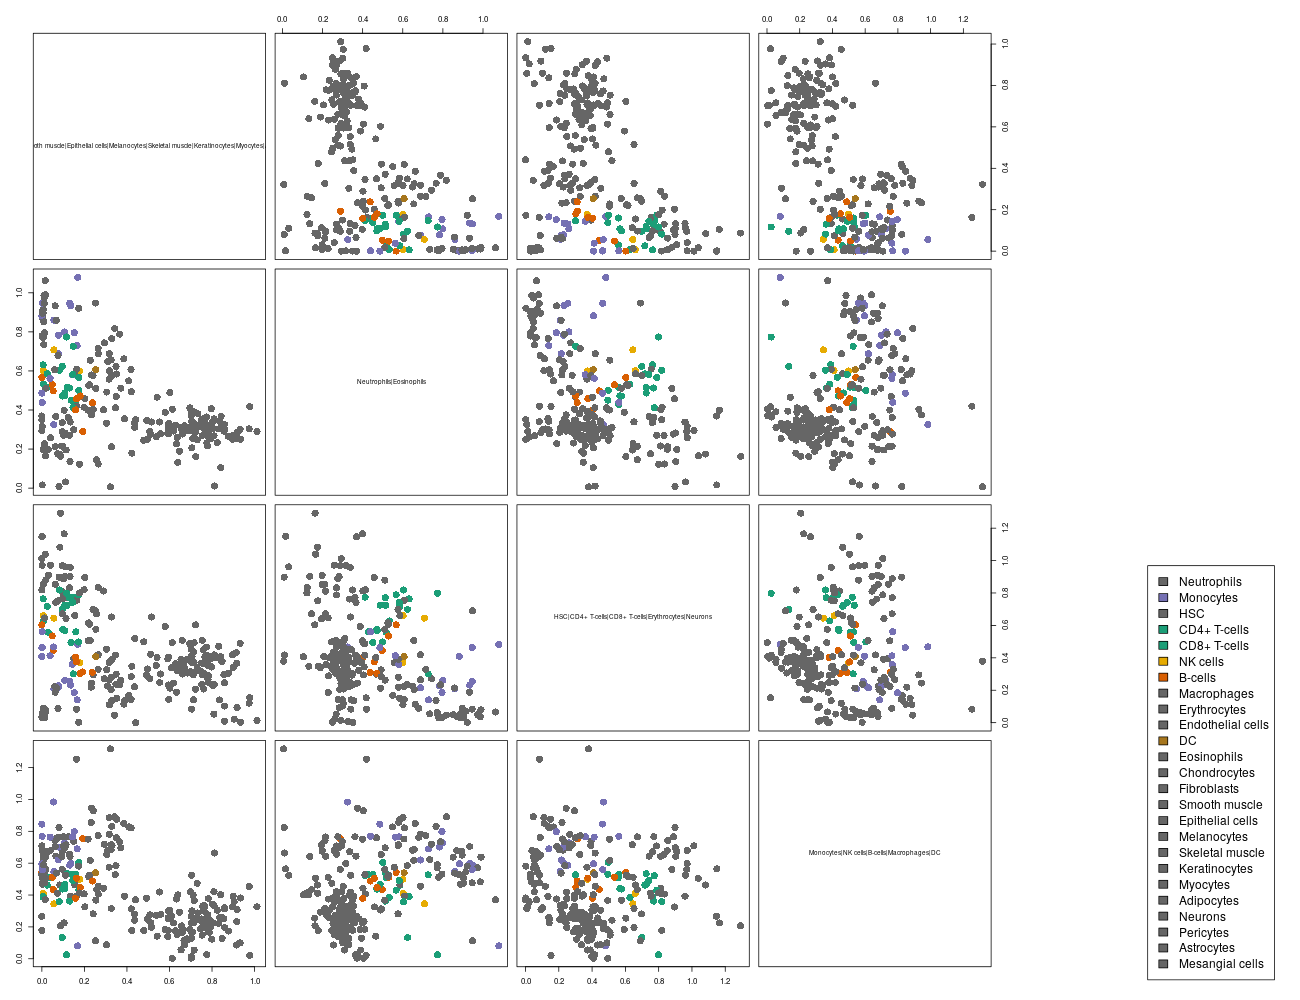 0.0 0.2 0.4 0.6 0.8 1.0
0.0 0.2 0.4 0.6 0.8 1.0 1.2
oth muscle|Epithelial cells|Melanocytes|Skeletal muscle|Keratinocytes|Myocytes|
0.0 0.2 0.4 0.6 0.8 1.0
0.0 0.2 0.4 0.6 0.8 1.0
Neutrophils|Eosinophils
HSC|CD4+ T-cells|CD8+ T-cells|Erythrocytes|Neurons
0.0 0.2 0.4 0.6 0.8 1.0 1.2
0.0 0.2 0.4 0.6 0.8 1.0 1.2
Monocytes|NK cells|B-cells|Macrophages|DC
0.0 0.2 0.4 0.6 0.8 1.0
0.0 0.2 0.4 0.6 0.8 1.0 1.2
Neutrophils
Monocytes
HSC
CD4+ T-cells
CD8+ T-cells
NK cells
B-cells
Macrophages
Erythrocytes
Endothelial cells
DC
Eosinophils
Chondrocytes
Fibroblasts
Smooth muscle
Epithelial cells
Melanocytes
Skeletal muscle
Keratinocytes
Myocytes
Adipocytes
Neurons
Pericytes
Astrocytes
Mesangial cells